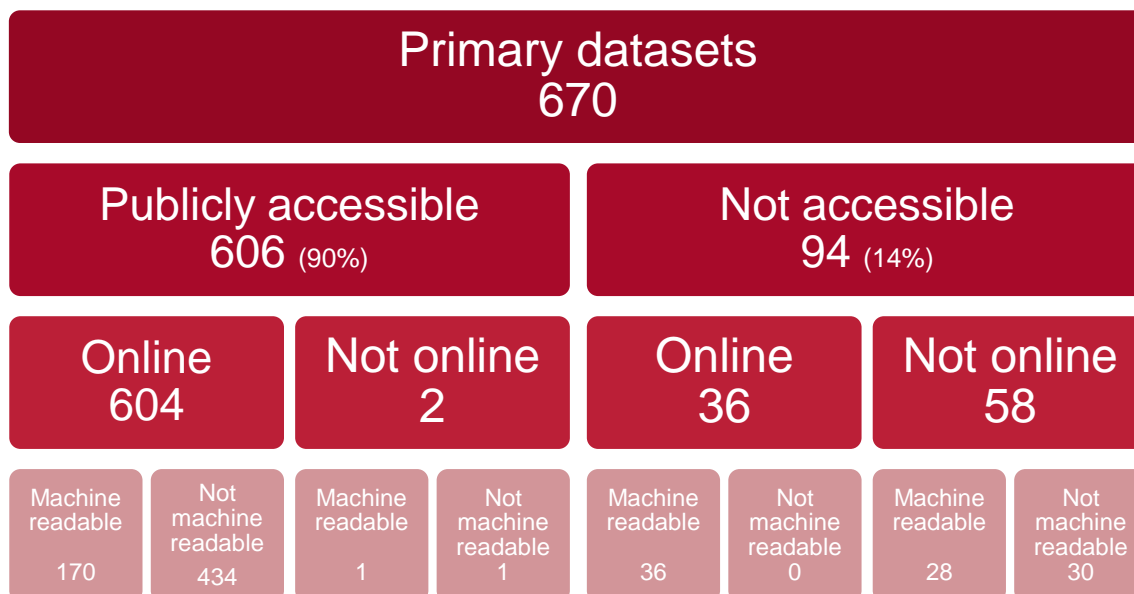 Primary datasets
670
Publicly accessible
606 (90%)
Not accessible
94 (14%)
Online
604
Not online
2
Online
36
Not online
58
Machine
readable
170
Not
machine
readable
434
Machine
readable
1
Not
machine
readable
1
Machine
readable
36
Not
machine
readable
0
Machine
readable
28
Not
machine
readable
30